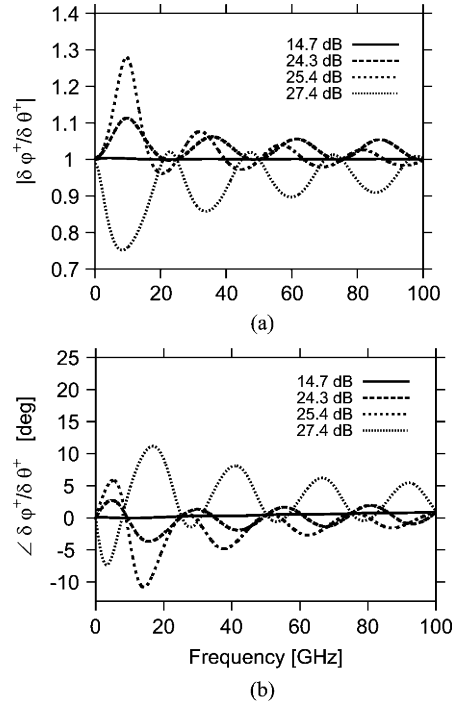 1.4
1.3
1.2
1.1
1
0.9
0.8
0.7
|δ φ⁺/δ θ⁺|
14.7 dB
24.3 dB
25.4 dB
27.4 dB
0 20 40 60 80 100
(a)
25
20
15
10
5
0
-5
-10
∠ δ φ⁺/δ θ⁺ [deg]
14.7 dB
24.3 dB
25.4 dB
27.4 dB
0 20 40 60 80 100
Frequency [GHz]
(b)